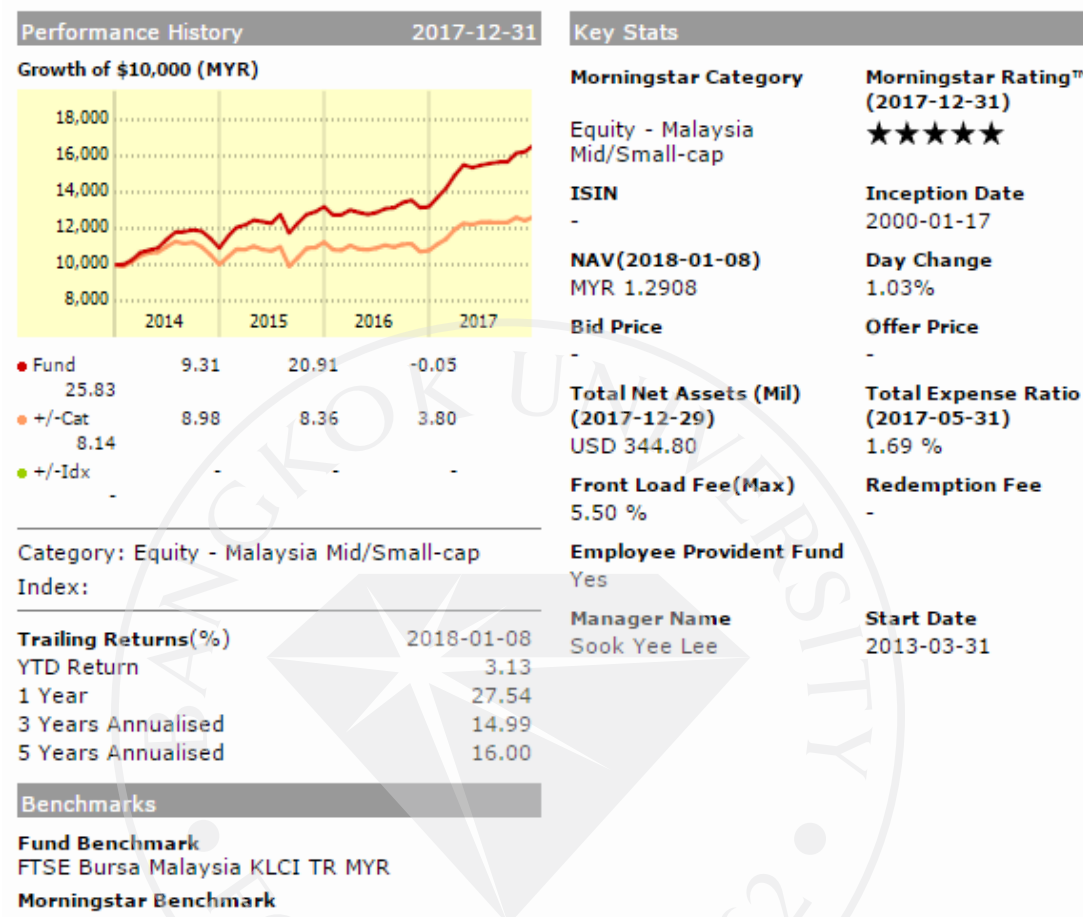 Performance History 2017-12-31
Growth of $10,000 (MYR)
18,000
16,000
14,000
12,000
10,000
8,000
2014 2015 2016 2017
Fund 9.31 20.91 -0.05
25.83
+/-Cat 8.98 8.36 3.80
8.14
+/-Idx - - -
-
Category: Equity - Malaysia Mid/Small-cap
Index:
Trailing Returns(%) 2018-01-08
YTD Return 3.13
1 Year 27.54
3 Years Annualised 14.99
5 Years Annualised 16.00
Benchmarks
Fund Benchmark
FTSE Bursa Malaysia KLCI TR MYR
Morningstar Benchmark
Key Stats
Morningstar Category Morningstar Rating™
(2017-12-31)
Equity - Malaysia
Mid/Small-cap
★★★★★
ISIN Inception Date
- 2000-01-17
NAV(2018-01-08) Day Change
MYR 1.2908 1.03%
Bid Price Offer Price
- -
Total Net Assets (Mil) Total Expense Ratio
(2017-12-29) (2017-05-31)
USD 344.80 1.69 %
Front Load Fee(Max) Redemption Fee
5.50 % -
Employee Provident Fund
Yes
Manager Name Start Date
Sook Yee Lee 2013-03-31
BANGKOK UNIVERSITY